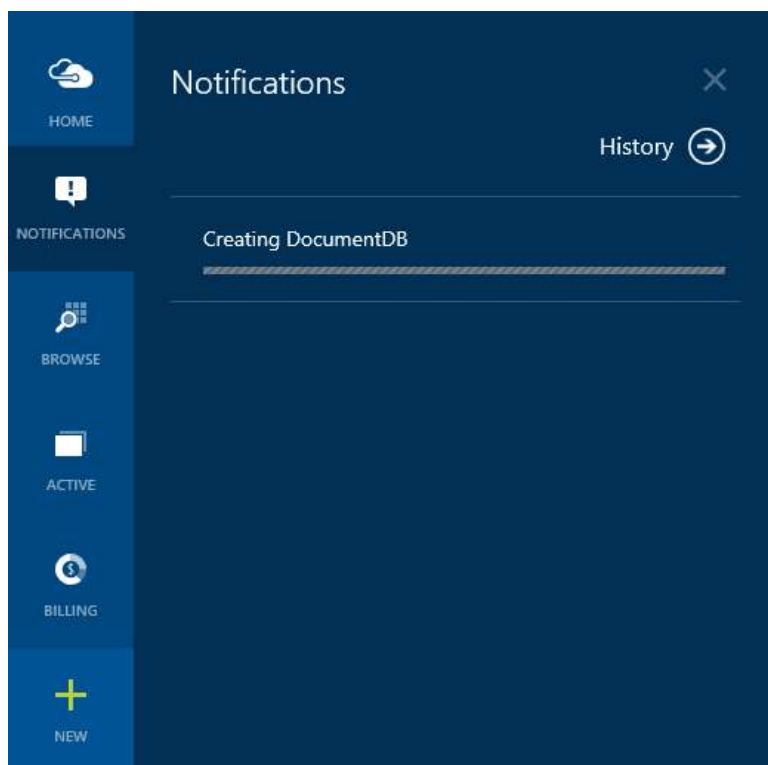 HOME
NOTIFICATIONS
BROWSE
ACTIVE
BILLING
NEW
Notifications
History
Creating DocumentDB